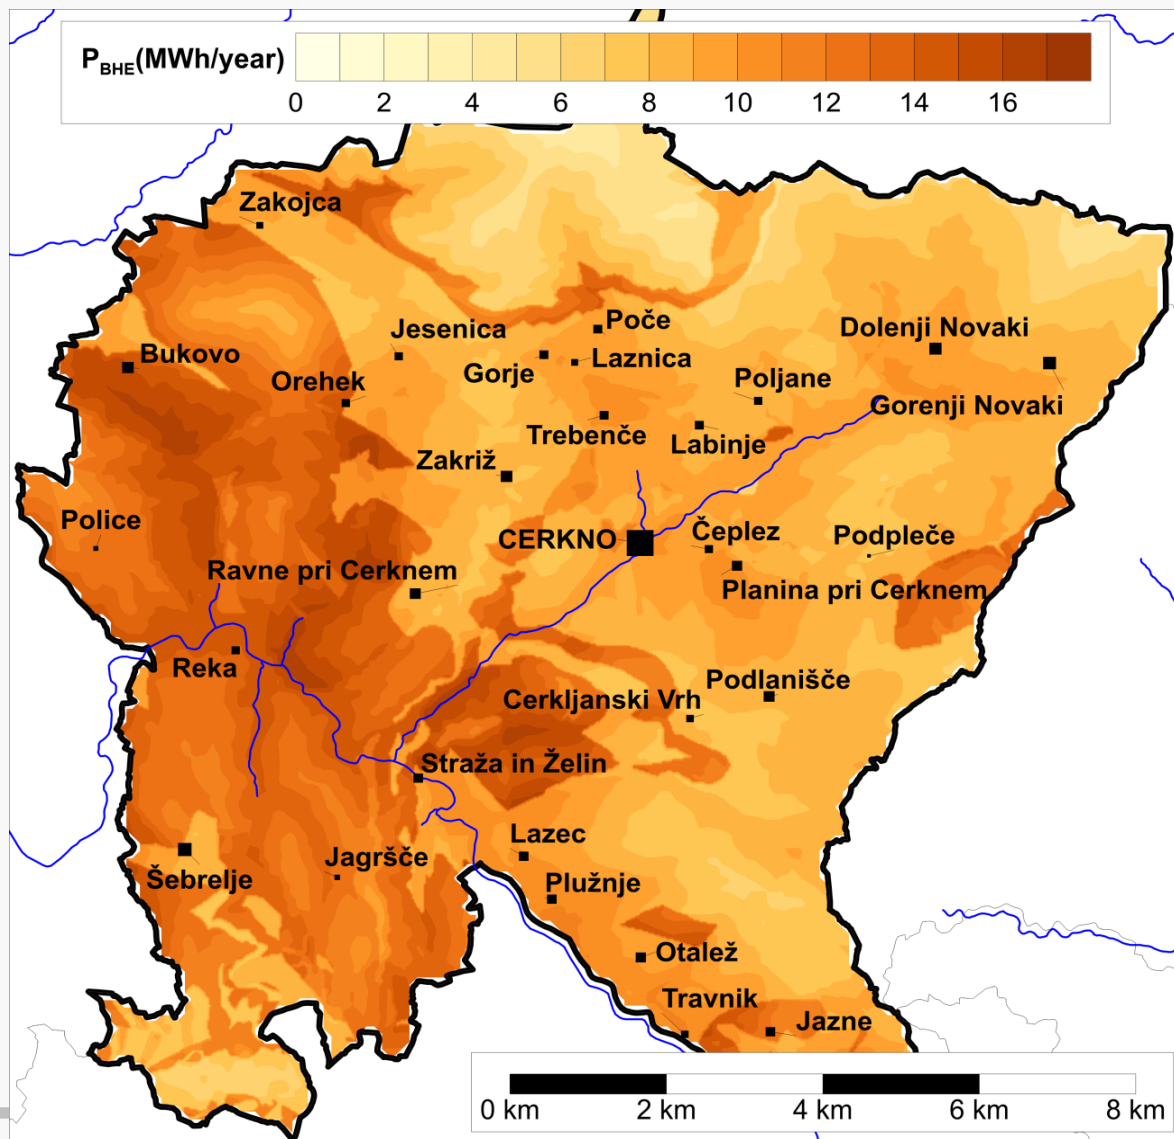 P_BHE(MWh/year)
0 2 4 6 8 10 12 14 16
Zakojca
Poče
Jesenica
Dolenji Novaki
Bukovo
Gorje
Laznica
Orehek
Poljane
Gorenji Novaki
Trebenče
Labinje
Zakriž
Police
CERKNO
Čeplez
Podpleče
Ravne pri Cerknem
Planina pri Cerknem
Reka
Podlanišče
Cerkljanski Vrh
Straža in Želin
Lazec
Jagršče
Šebrelje
Plužnje
Otalež
Travnik
Jazne
0 km 2 km 4 km 6 km 8 km